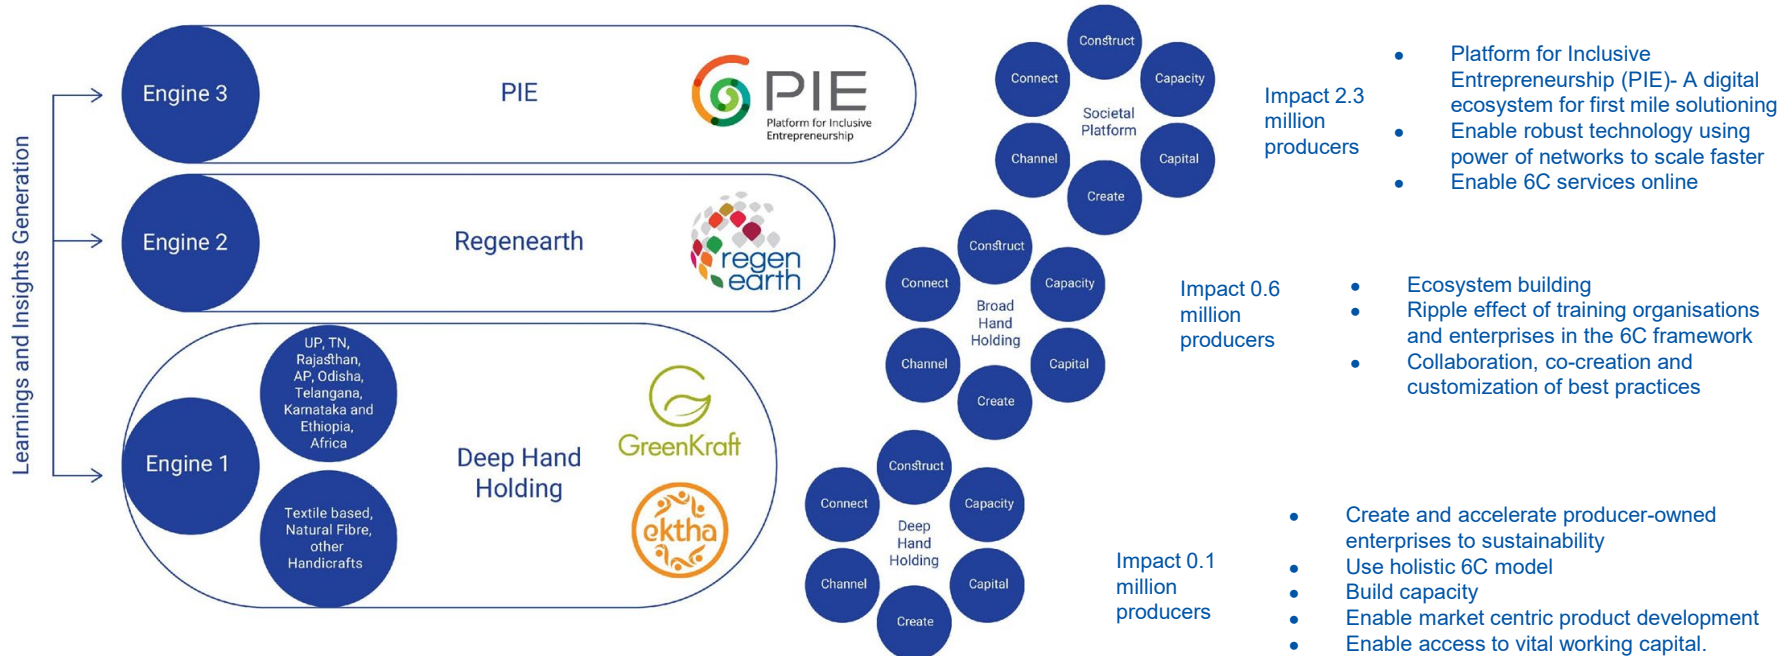 Learnings and Insights Generation
Engine 3
PIE
PIE
Platform for Inclusive
Entrepreneurship
Construct
Connect
Capacity
Societal
Platform
Channel
Capital
Create
Impact 2.3
million
producers
• Platform for Inclusive
Entrepreneurship (PIE)- A digital
ecosystem for first mile solutioning
• Enable robust technology using
power of networks to scale faster
• Enable 6C services online
Engine 2
Regenearth
regen
earth
Construct
Connect
Capacity
Broad
Hand
Holding
Channel
Capital
Create
Impact 0.6
million
producers
• Ecosystem building
• Ripple effect of training organisations
and enterprises in the 6C framework
• Collaboration, co-creation and
customization of best practices
Engine 1
UP, TN,
Rajasthan,
AP, Odisha,
Telangana,
Karnataka and
Ethiopia,
Africa
Textile based,
Natural Fibre,
other
Handicrafts
Deep Hand
Holding
GreenKraft
ektha
Construct
Connect
Capacity
Deep
Hand
Holding
Channel
Capital
Create
Impact 0.1
million
producers
• Create and accelerate producer-owned
enterprises to sustainability
• Use holistic 6C model
• Build capacity
• Enable market centric product development
• Enable access to vital working capital.